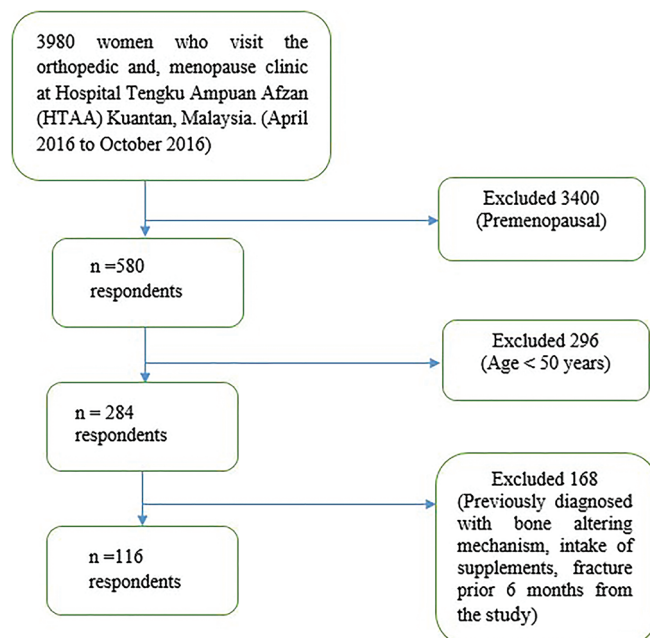 3980 women who visit the
orthopedic and, menopause clinic
at Hospital Tengku Ampuan Afzan
(HTAA) Kuantan, Malaysia. (April
2016 to October 2016)
Excluded 3400
(Premenopausal)
n =580
respondents
Excluded 296
(Age < 50 years)
n = 284
respondents
Excluded 168
(Previously diagnosed
with bone altering
mechanism, intake of
supplements, fracture
prior 6 months from
the study)
n =116
respondents